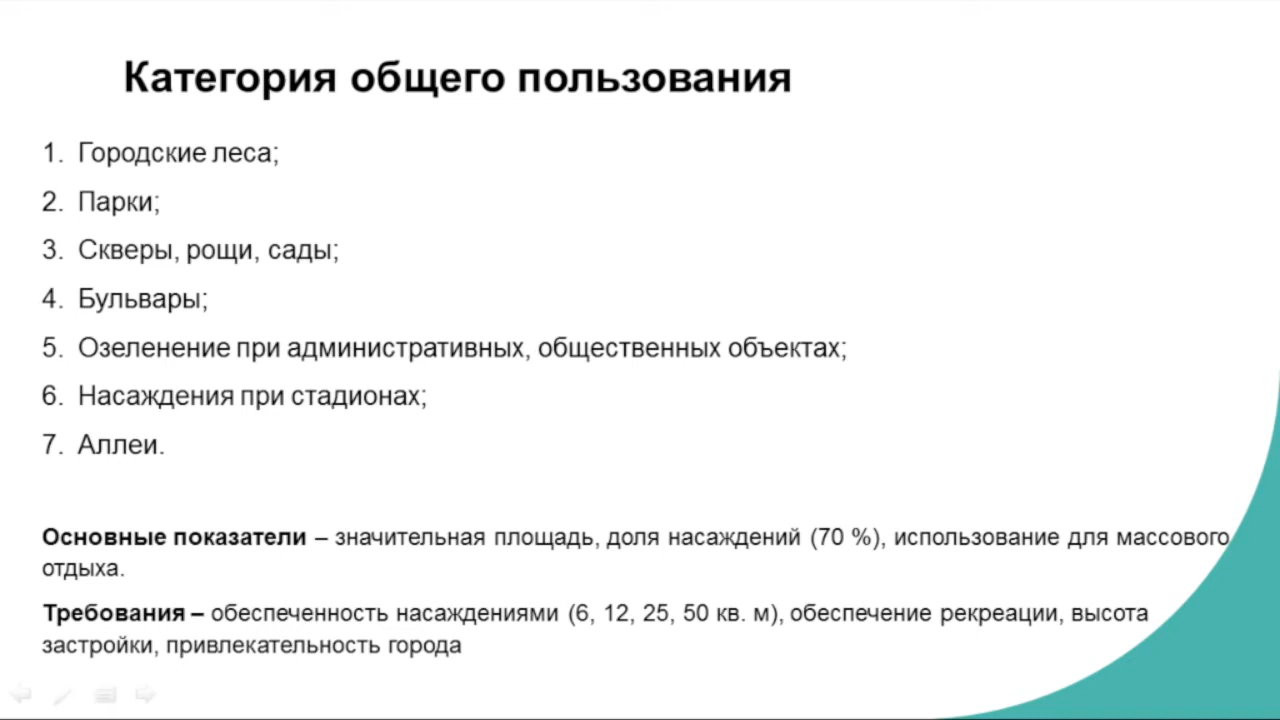 Категория общего пользования
1. Городские леса;
2. Парки;
3. Скверы, рощи, сады;
4. Бульвары;
5. Озеленение при административных, общественных объектах;
6. Насаждения при стадионах;
7. Аллеи.
Основные показатели – значительная площадь, доля насаждений (70 %), использование для массового
отдыха.
Требования – обеспеченность насаждениями (6, 12, 25, 50 кв. м), обеспечение рекреации, высота
застройки, привлекательность города